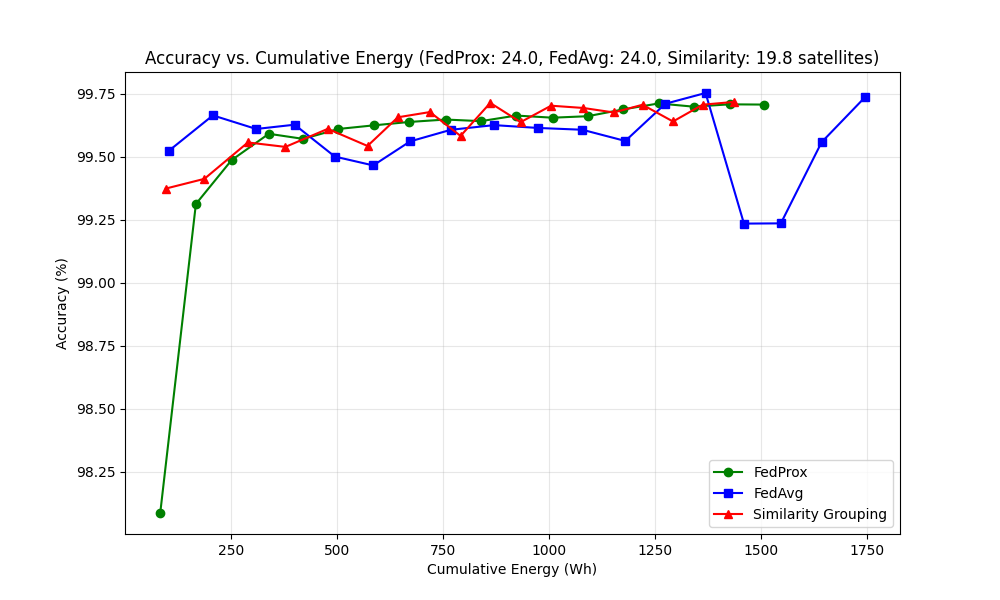 Accuracy vs. Cumulative Energy (FedProx: 24.0, FedAvg: 24.0, Similarity: 19.8 satellites)
Accuracy (%)
99.75
99.50
99.25
99.00
98.75
98.50
98.25
FedProx
FedAvg
Similarity Grouping
250 500 750 1000 1250 1500 1750
Cumulative Energy (Wh)